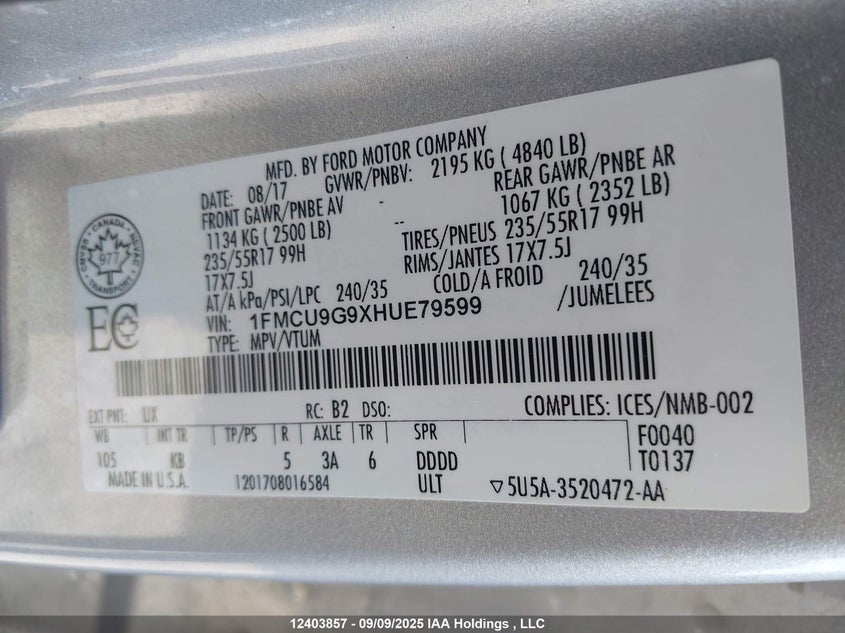 MFD. BY FORD MOTOR COMPANY
DATE: 08/17 GVWR/PNBV: 2195 KG ( 4840 LB)
FRONT GAWR/PNBE AV - REAR GAWR/PNBE AR
1134 KG ( 2500 LB) -- 1067 KG ( 2352 LB)
235/55R17 99H TIRES/PNEUS 235/55R17 99H
17X7.5J RIMS/JANTES 17X7.5J
AT/A kPa/PSI/LPC 240/35 COLD/A FROID 240/35
VIN: 1FMCU9G9XHUE79599 /JUMELEES
TYPE: MPV/VTUM
CANADA
977
TRANSPORT
EC
EXT PNT: UX RC: B2 DSO: COMPLIES: ICES/NMB-002
WB INT TR TP/PS R AXLE TR SPR F0040
105 KB 5 3A 6 DDDD T0137
MADE IN U.S.A. 1201708016584 ULT ▽5U5A-3520472-AA
12403857 - 09/09/2025 IAA Holdings , LLC